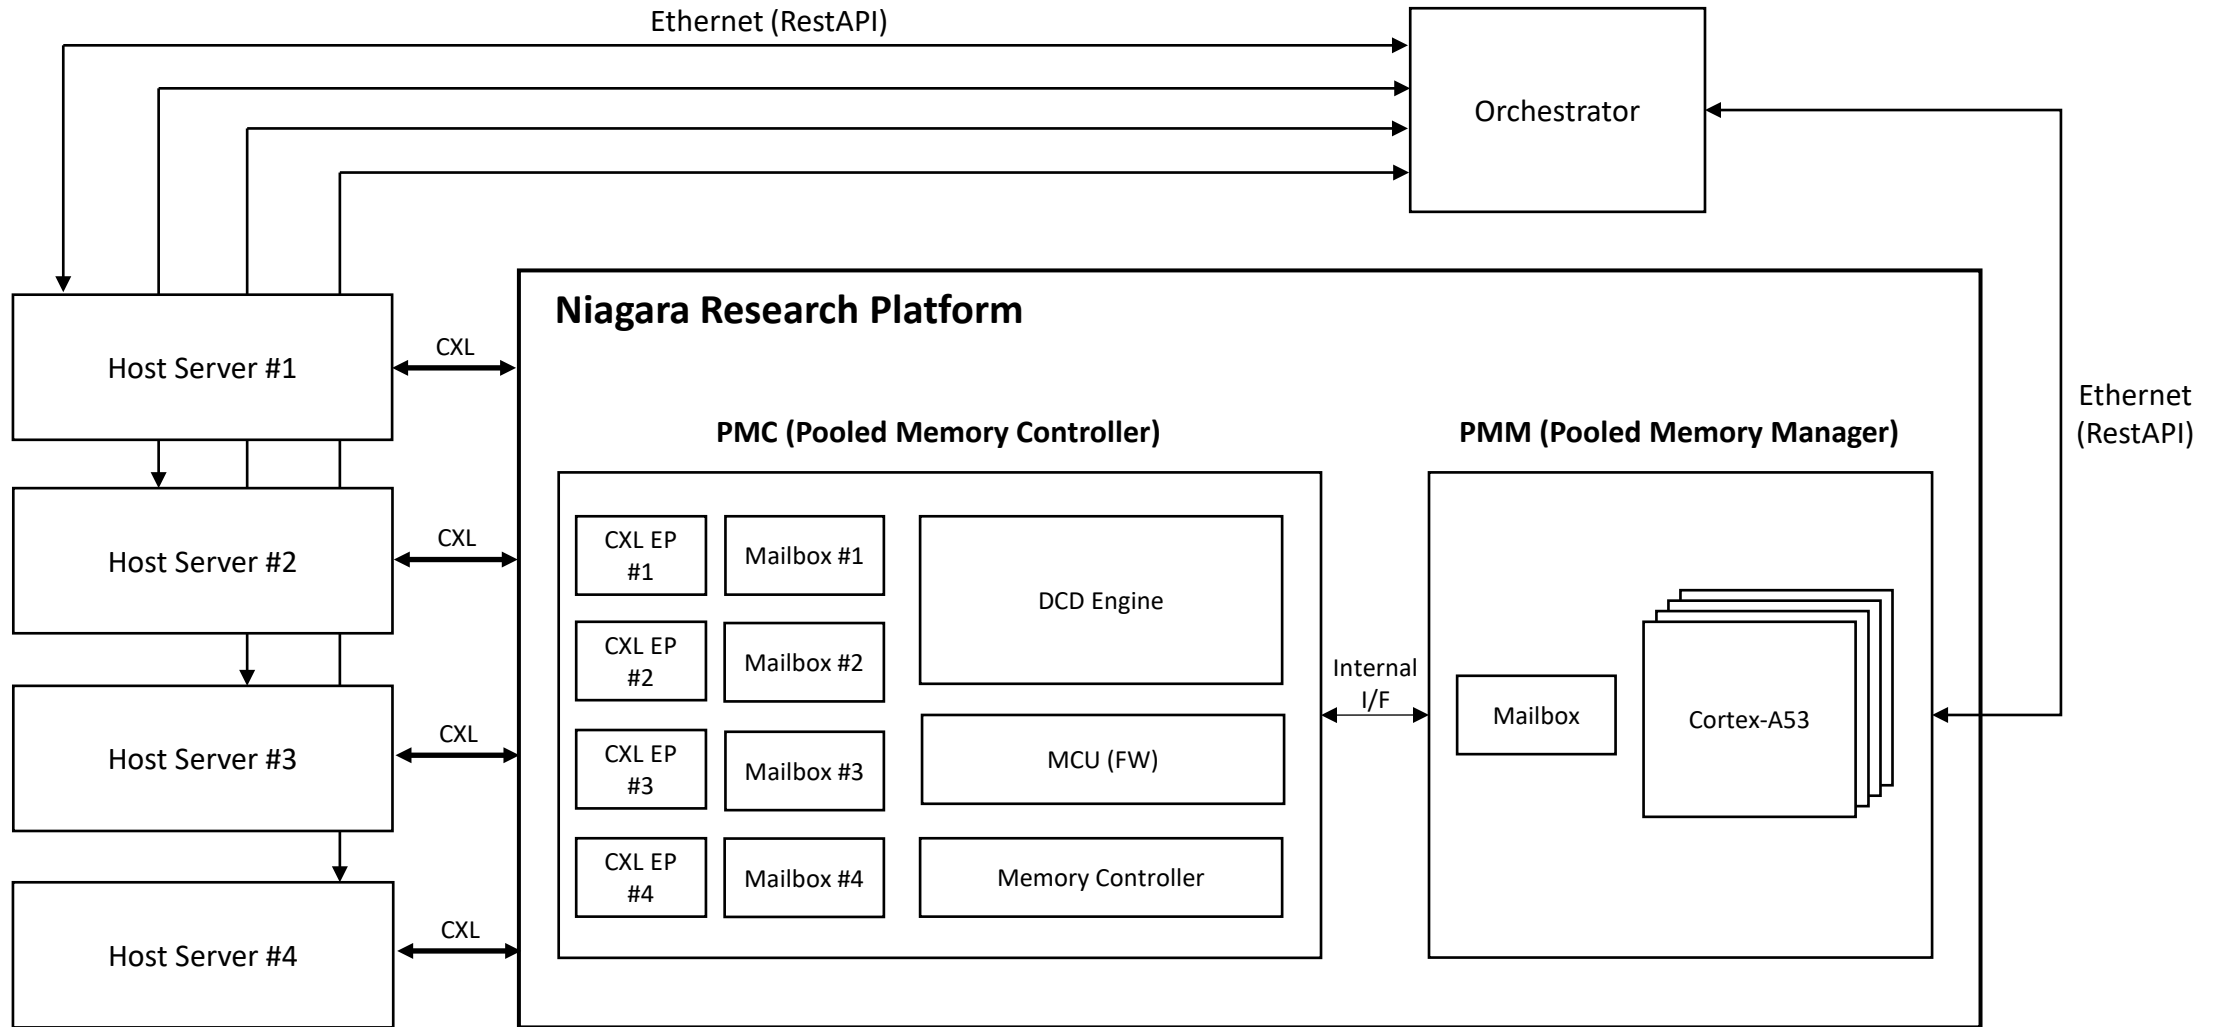 Ethernet (RestAPI)
Orchestrator
Niagara Research Platform
Host Server #1
CXL
Ethernet
(RestAPI)
PMC (Pooled Memory Controller)
PMM (Pooled Memory Manager)
Host Server #2
CXL
CXL EP
#1
Mailbox #1
DCD Engine
CXL EP
#2
Mailbox #2
Internal
I/F
Mailbox
Cortex-A53
Host Server #3
CXL
CXL EP
#3
Mailbox #3
MCU (FW)
CXL EP
#4
Mailbox #4
Memory Controller
Host Server #4
CXL